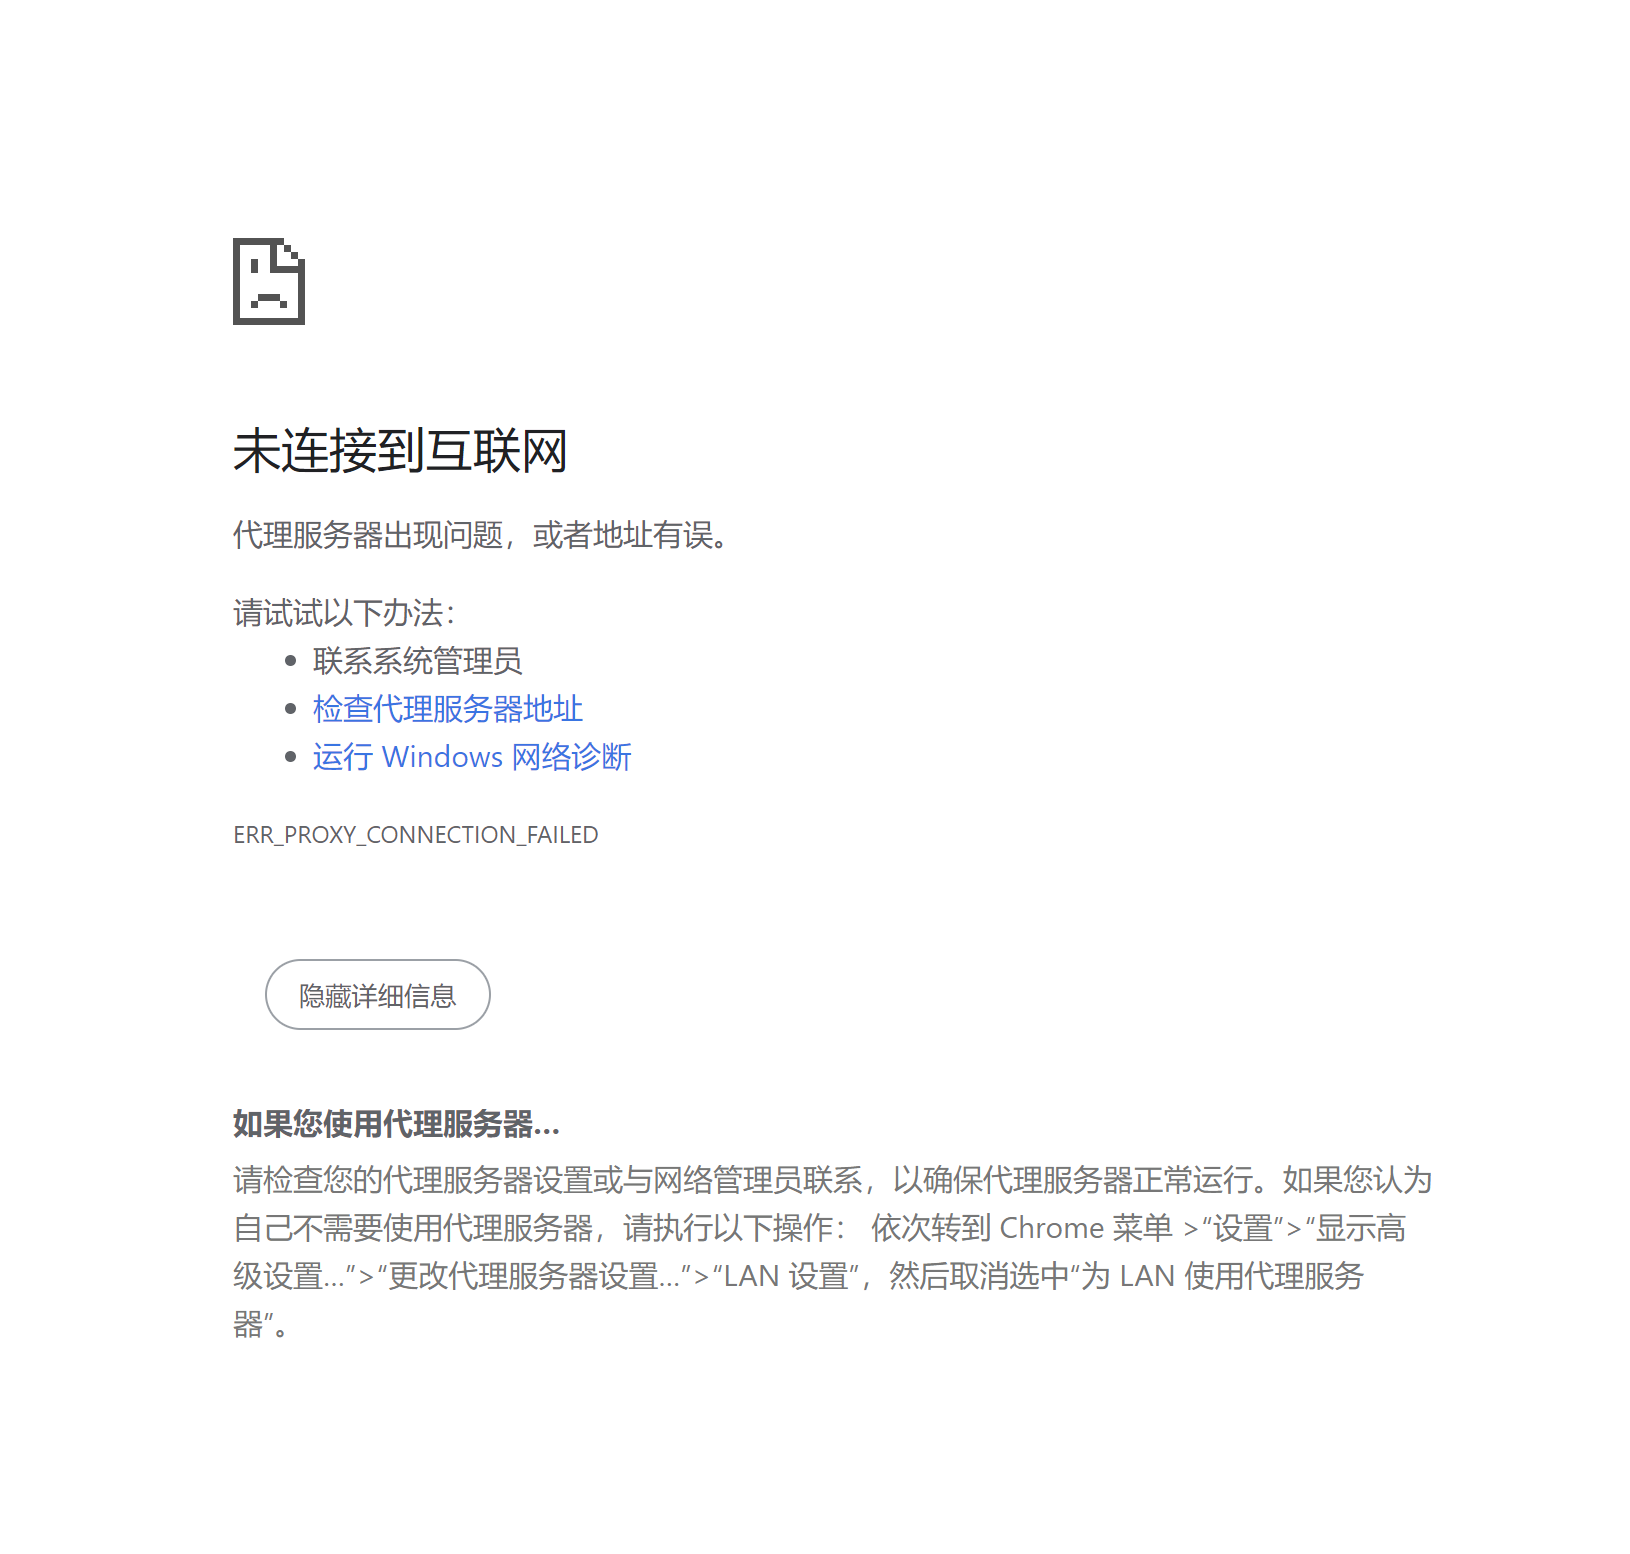 未连接到互联网
代理服务器出现问题，或者地址有误。
请试试以下办法：
联系系统管理员
检查代理服务器地址
运行 Windows 网络诊断
ERR_PROXY_CONNECTION_FAILED
隐藏详细信息
如果您使用代理服务器...
请检查您的代理服务器设置或与网络管理员联系，以确保代理服务器正常运行。如果您认为
自己不需要使用代理服务器，请执行以下操作： 依次转到 Chrome 菜单 >“设置”>“显示高
级设置…”>“更改代理服务器设置…”>“LAN 设置”，然后取消选中“为 LAN 使用代理服务
器”。